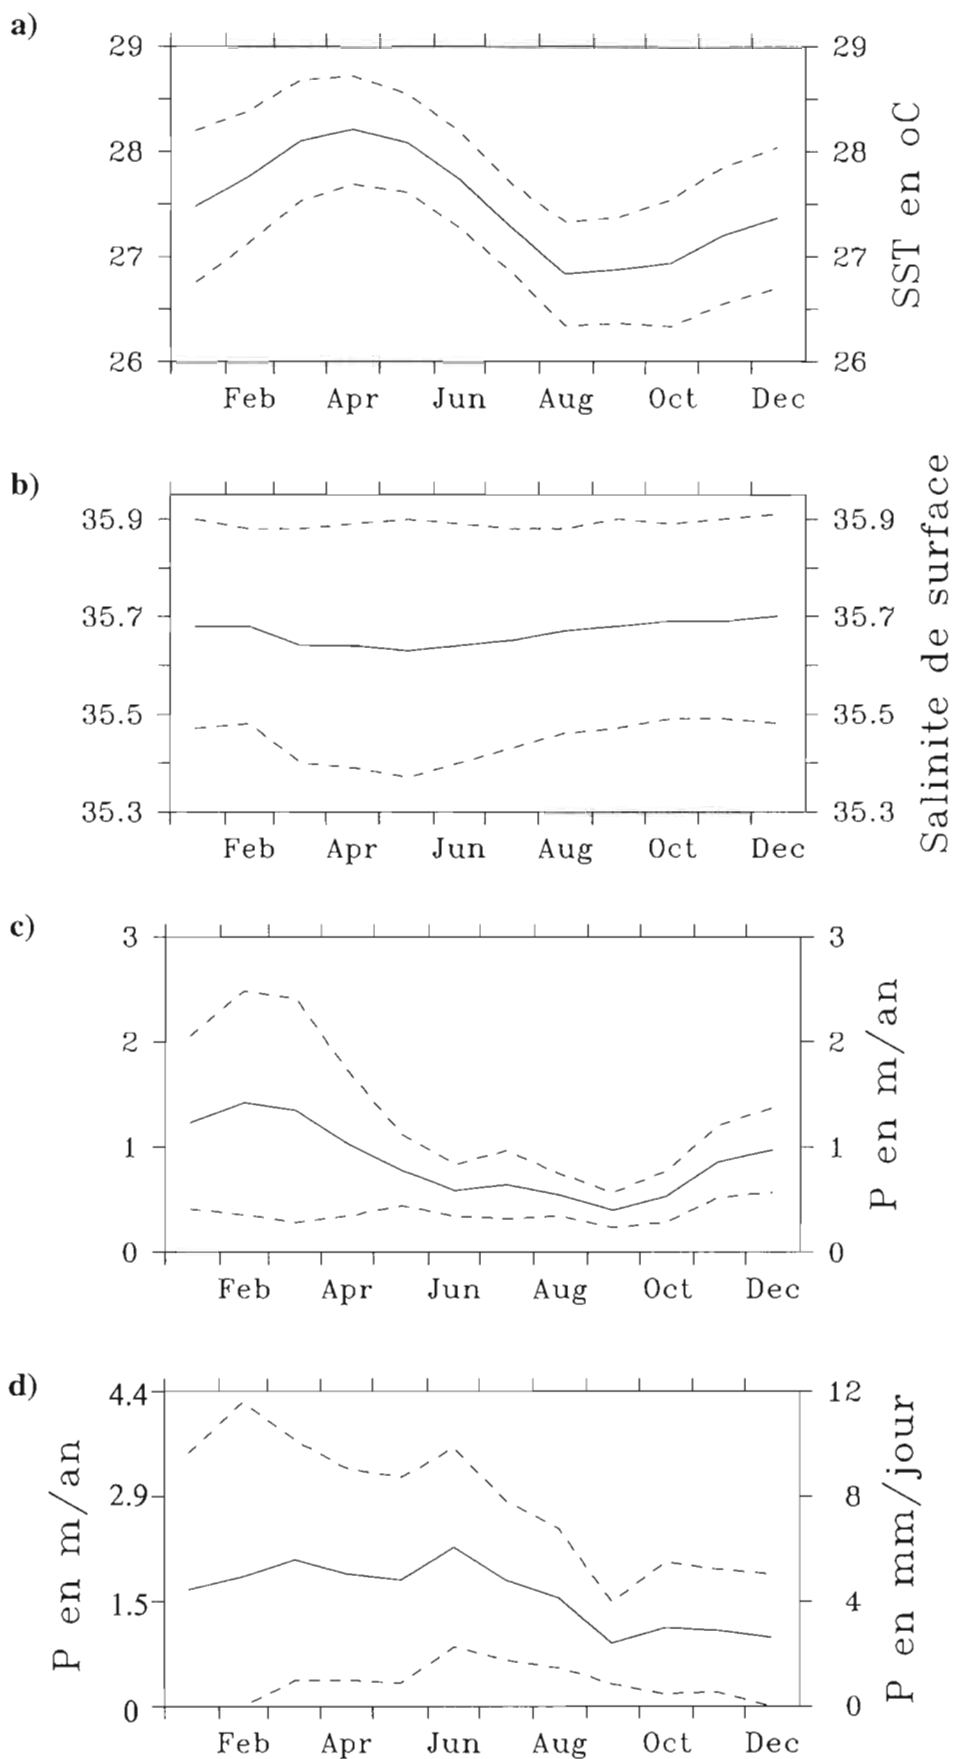 a)
29 29
28 28
27 27
26 26
SST en oC
Feb Apr Jun Aug Oct Dec
b)
35.9 35.9
35.7 35.7
35.5 35.5
35.3 35.3
Salinite de surface
Feb Apr Jun Aug Oct Dec
c)
3 3
2 2
1 1
0 0
P en m/an
Feb Apr Jun Aug Oct Dec
d)
4.4 12
2.9 8
1.5 4
0 0
P en m/an
P en mm/jour
Feb Apr Jun Aug Oct Dec